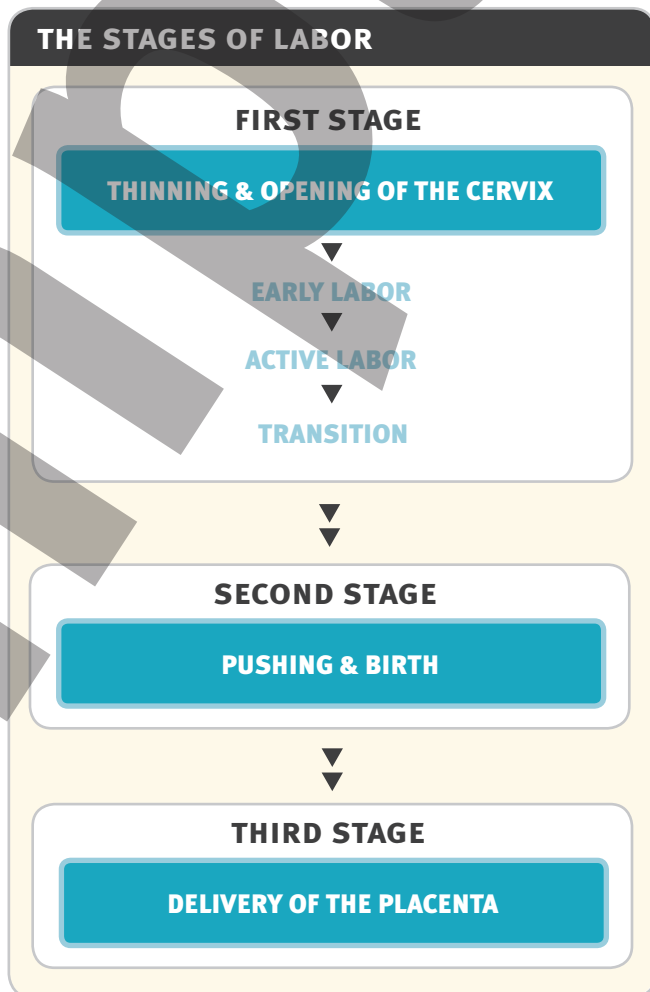 THE STAGES OF LABOR
FIRST STAGE
THINNING & OPENING OF THE CERVIX
EARLY LABOR
ACTIVE LABOR
TRANSITION
SECOND STAGE
PUSHING & BIRTH
THIRD STAGE
DELIVERY OF THE PLACENTA